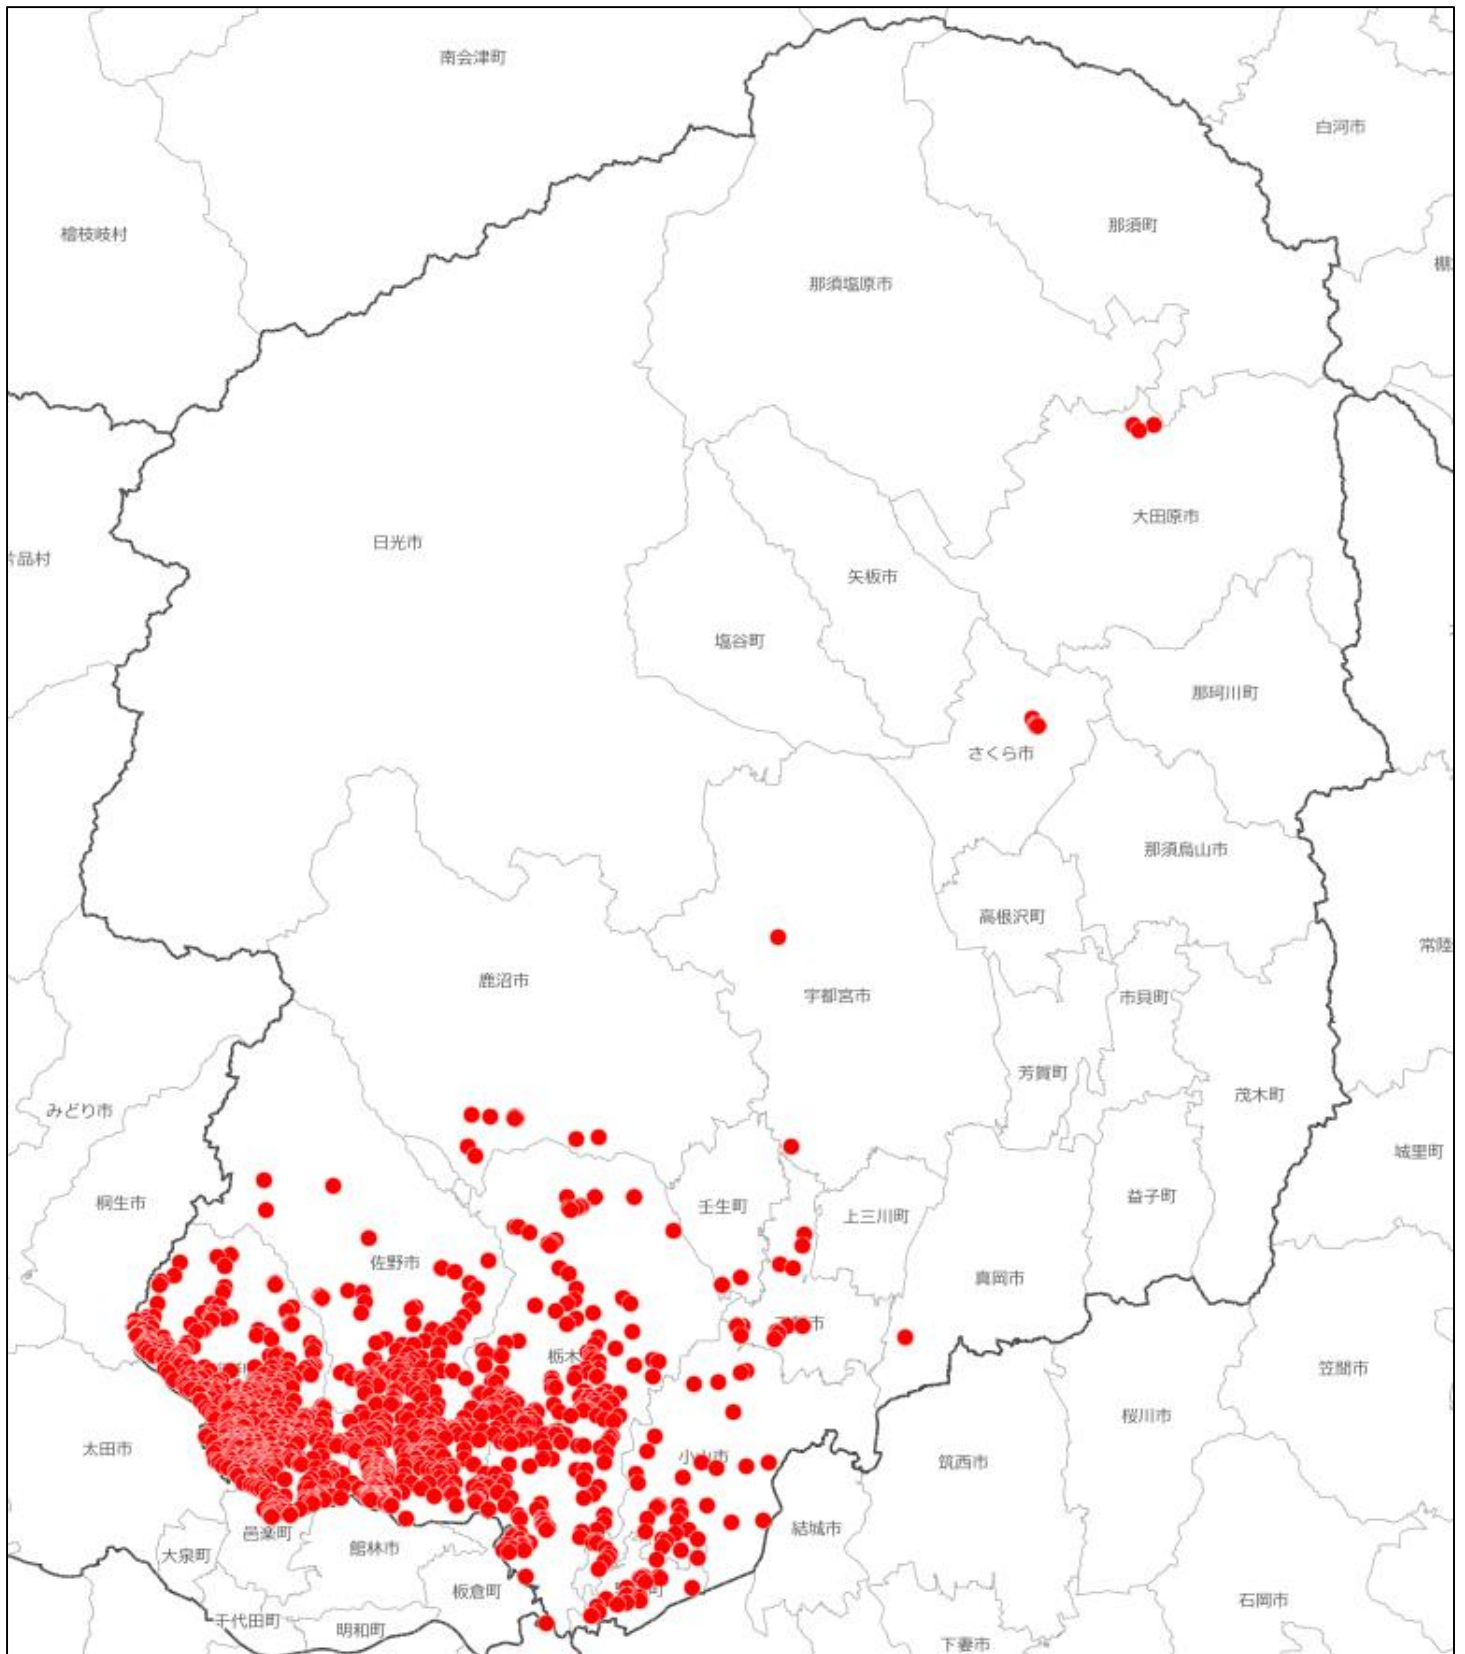 南会津町
白河市
檜枝岐村
那須町
棚
那須塩原市
大田原市
日光市
片品村
矢板市
塩谷町
那珂川町
さくら市
那須烏山市
高根沢町
常陸
鹿沼市
宇都宮市
市貝町
芳賀町
茂木町
みどり市
城里町
桐生市
壬生町
益子町
上三川町
佐野市
真岡市
市
栃木
笠間市
桜川市
太田市
小山市
筑西市
結城市
邑楽町
大泉町
館林市
板倉町
町
石岡市
千代田町
明和町
下妻市